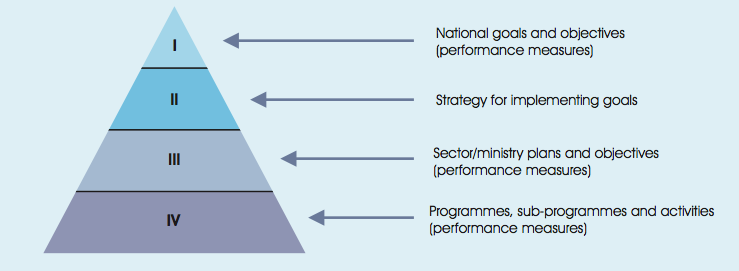 I
National goals and objectives
(performance measures)
II
Strategy for implementing goals
III
Sector/ministry plans and objectives
(performance measures)
IV
Programmes, sub-programmes and activities
(performance measures)